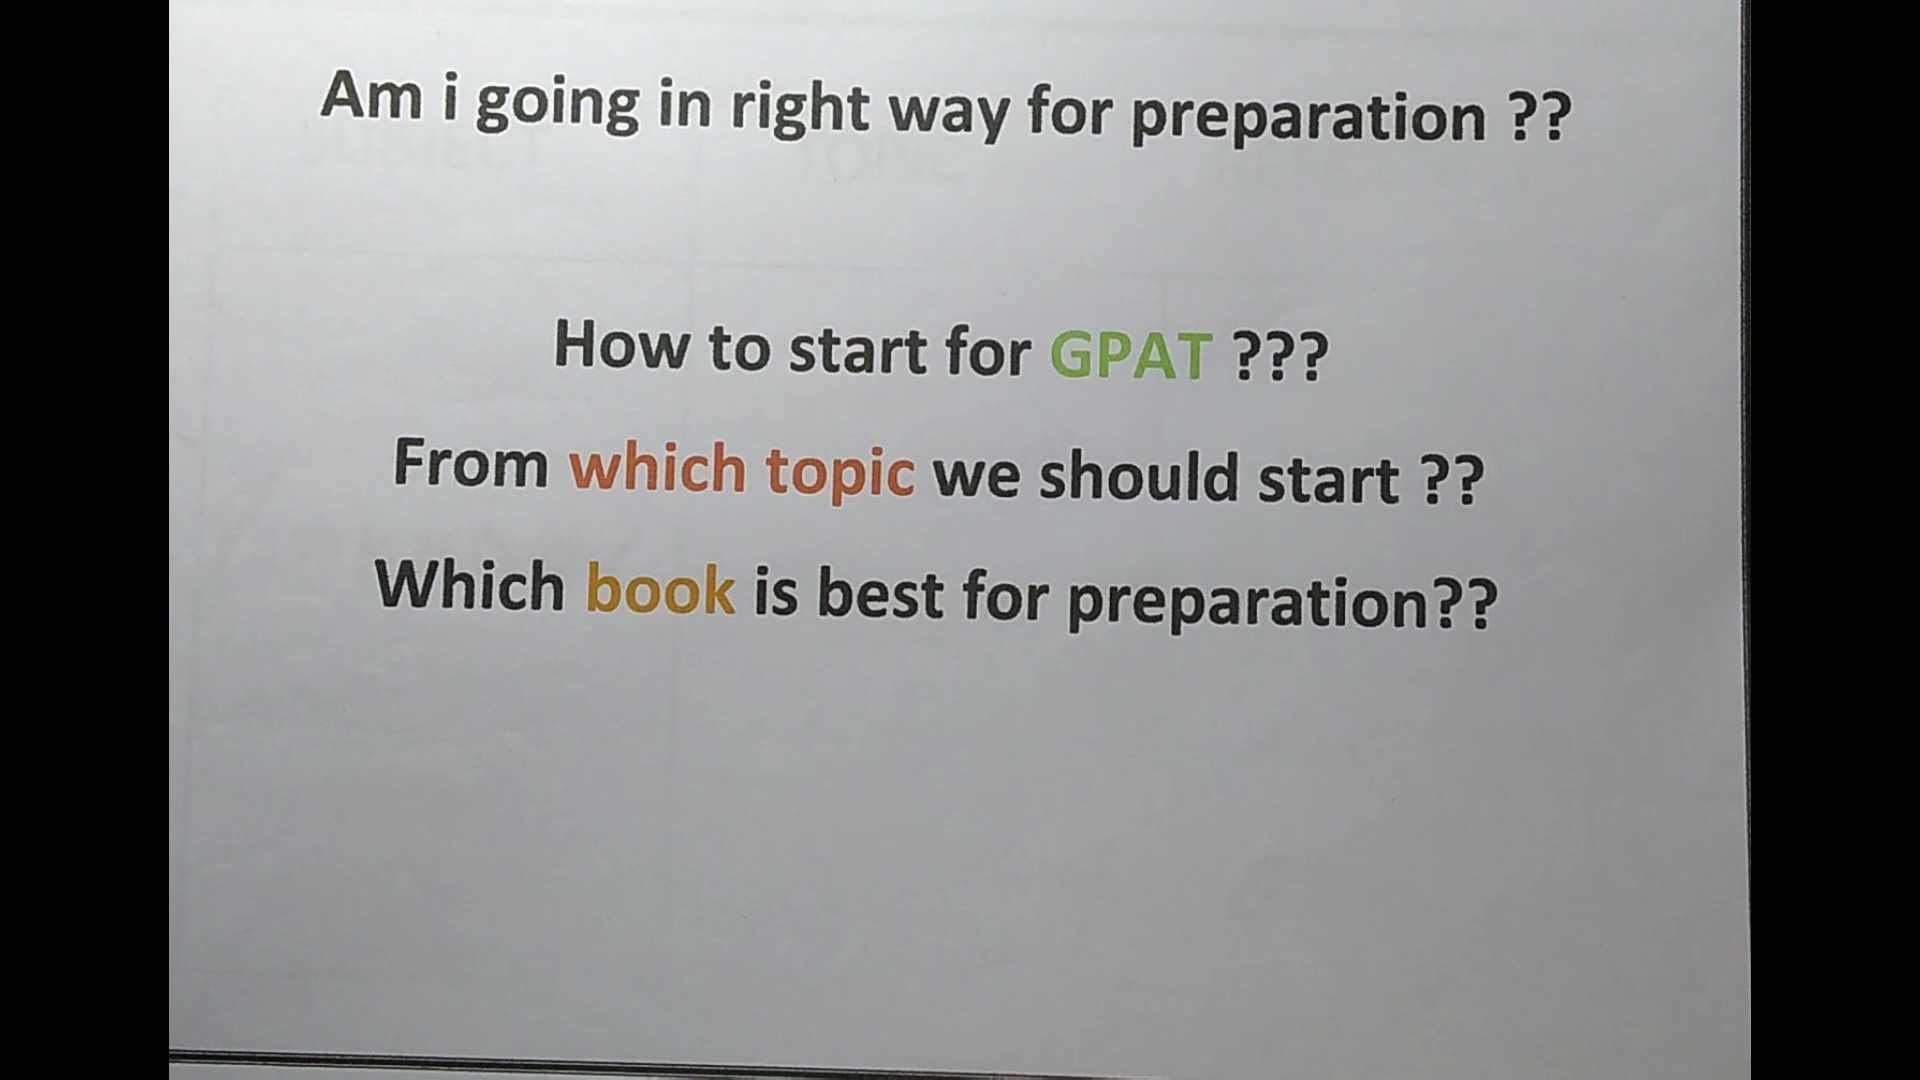 Am i going in right way for preparation ??
How to start for GPAT ???
From which topic we should start ??
Which book is best for preparation??